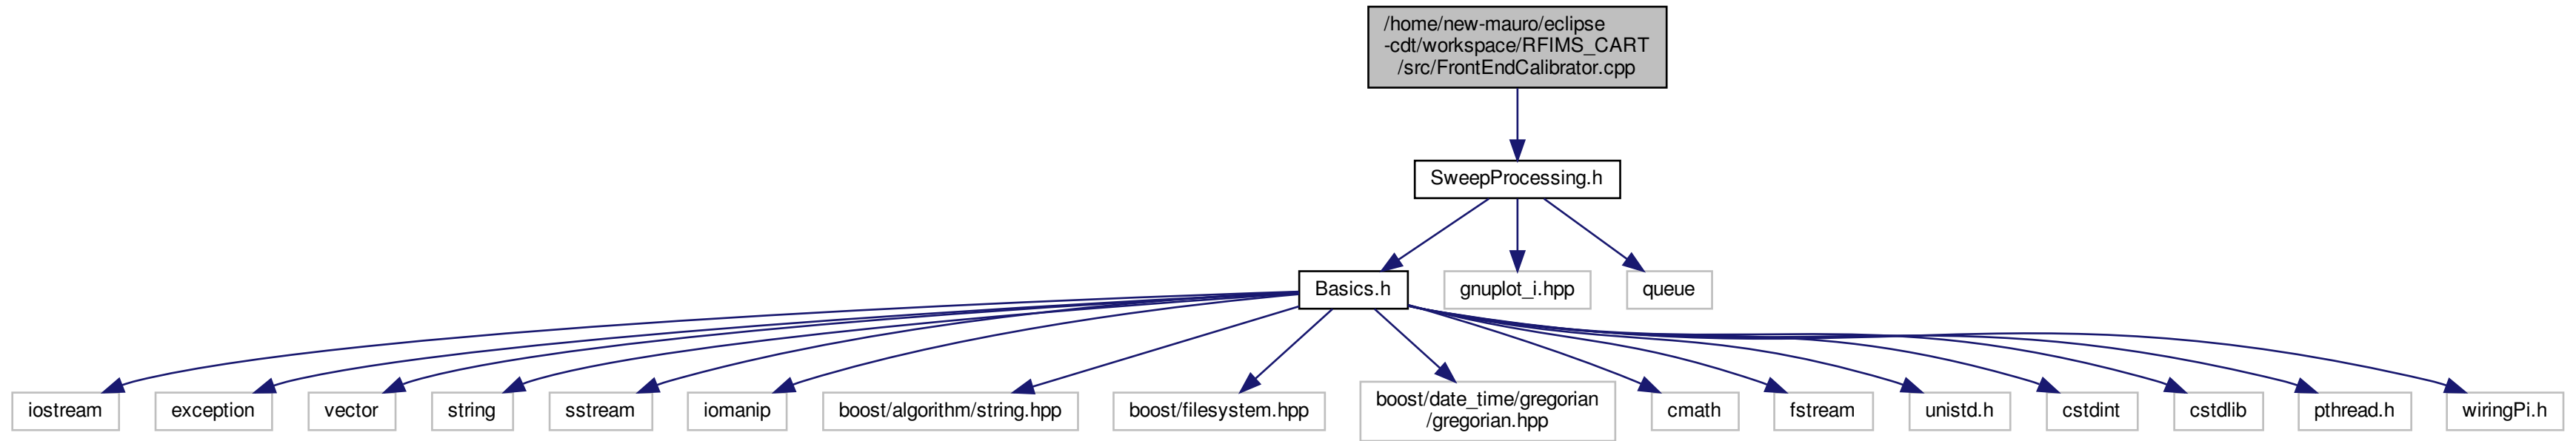 /home/new-mauro/eclipse
-cdt/workspace/RFIMS_CART
/src/FrontEndCalibrator.cpp
SweepProcessing.h
Basics.h
gnuplot_i.hpp
queue
iostream
exception
vector
string
sstream
iomanip
boost/algorithm/string.hpp
boost/filesystem.hpp
boost/date_time/gregorian
/gregorian.hpp
cmath
fstream
unistd.h
cstdint
cstdlib
pthread.h
wiringPi.h